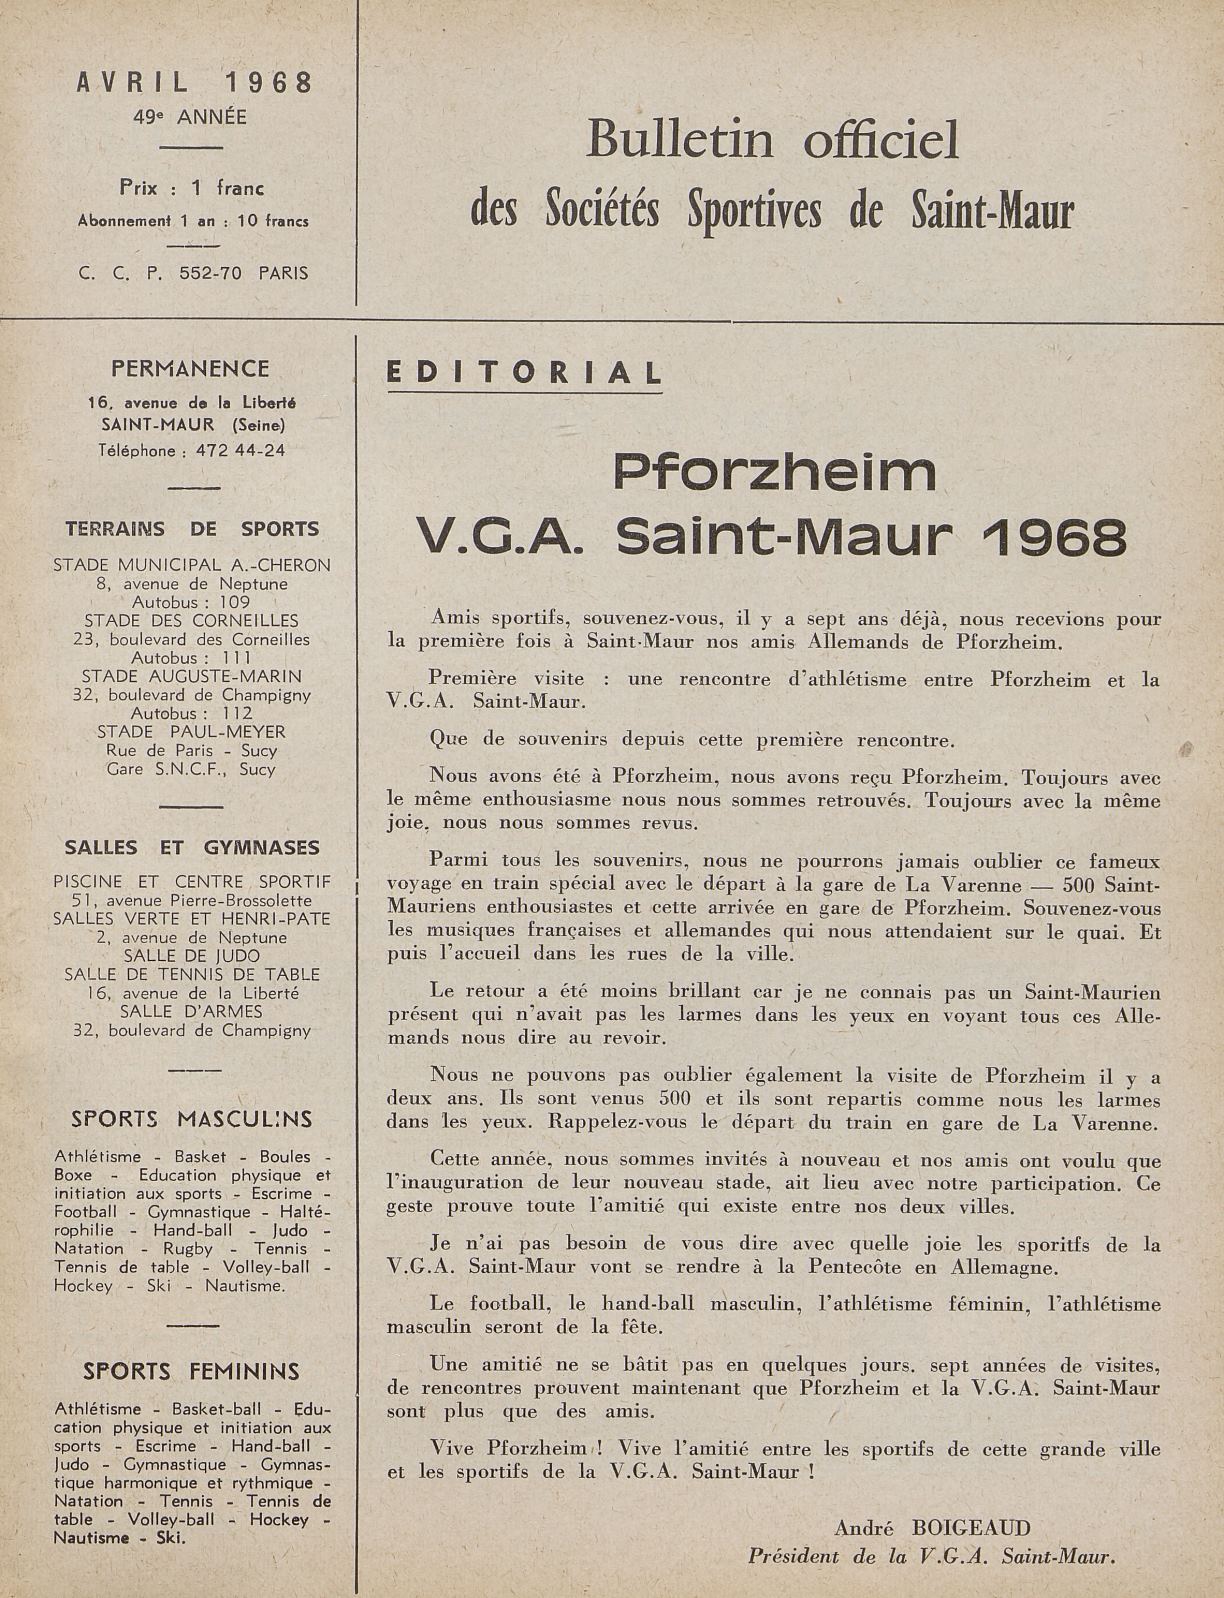 AVRIL 1968
49e ANNÉE
Prix : 1 franc
Abonnement 1 an : 10 francs
C. C. P. 552-70 PARIS
Bulletin officiel
des Sociétés Sportives de Saint-Maur
PERMANENCE
16, avenue de la Liberté
SAINT-MAUR (Seine)
Téléphone : 472 44-24
TERRAINS DE SPORTS
STADE MUNICIPAL A.-CHERON
8, avenue de Neptune
Autobus : 109
STADE DES CORNEILLES
23, boulevard des Corneilles
Autobus : 111
STADE AUGUSTE-MARIN
32, boulevard de Champigny
Autobus : 112
STADE PAUL-MEYER
Rue de Paris - Sucy
Gare S.N.C.F., Sucy
SALLES ET GYMNASES
PISCINE ET CENTRE SPORTIF
51, avenue Pierre-Brossolette
SALLES VERTE ET HENRI-PATE
2, avenue de Neptune
SALLE DE JUDO
SALLE DE TENNIS DE TABLE
16, avenue de la Liberté
SALLE D'ARMES
32, boulevard de Champigny
SPORTS MASCULINS
Athlétisme - Basket - Boules -
Boxe - Education physique et
initiation aux sports - Escrime -
Football - Gymnastique - Halté-
rophilie - Hand-ball - Judo -
Natation - Rugby - Tennis -
Tennis de table - Volley-ball -
Hockey - Ski - Nautisme.
SPORTS FEMININS
Athlétisme - Basket-ball - Edu-
cation physique et initiation aux
sports - Escrime - Hand-ball -
Judo - Gymnastique - Gymnas-
tique harmonique et rythmique -
Natation - Tennis - Tennis de
table - Volley-ball - Hockey -
Nautisme - Ski.
EDITORIAL
Pforzheim
V.G.A. Saint-Maur 1968
Amis sportifs, souvenez-vous, il y a sept ans déjà, nous recevions pour
la première fois à Saint-Maur nos amis Allemands de Pforzheim.
Première visite : une rencontre d'athlétisme entre Pforzheim et la
V.G.A. Saint-Maur.
Que de souvenirs depuis cette première rencontre.
Nous avons été à Pforzheim, nous avons reçu Pforzheim. Toujours avec
le même enthousiasme nous nous sommes retrouvés. Toujours avec la même
joie, nous nous sommes revus.
Parmi tous les souvenirs, nous ne pourrons jamais oublier ce fameux
voyage en train spécial avec le départ à la gare de La Varenne — 500 Saint-
Mauriens enthousiastes et cette arrivée en gare de Pforzheim. Souvenez-vous
les musiques françaises et allemandes qui nous attendaient sur le quai. Et
puis l'accueil dans les rues de la ville.
Le retour a été moins brillant car je ne connais pas un Saint-Maurien
présent qui n'avait pas les larmes dans les yeux en voyant tous ces Alle-
mands nous dire au revoir.
Nous ne pouvons pas oublier également la visite de Pforzheim il y a
deux ans. Ils sont venus 500 et ils sont repartis comme nous les larmes
dans les yeux. Rappelez-vous le départ du train en gare de La Varenne.
Cette année, nous sommes invités à nouveau et nos amis ont voulu que
l'inauguration de leur nouveau stade, ait lieu avec notre participation. Ce
geste prouve toute l'amitié qui existe entre nos deux villes.
Je n'ai pas besoin de vous dire avec quelle joie les sporitfs de la
V.G.A. Saint-Maur vont se rendre à la Pentecôte en Allemagne.
Le football, le hand-ball masculin, l'athlétisme féminin, l'athlétisme
masculin seront de la fête.
Une amitié ne se bâtit pas en quelques jours. sept années de visites,
de rencontres prouvent maintenant que Pforzheim et la V.G.A. Saint-Maur
sont plus que des amis.
Vive Pforzheim ! Vive l'amitié entre les sportifs de cette grande ville
et les sportifs de la V.G.A. Saint-Maur !
André BOIGEAUD
Président de la V.G.A. Saint-Maur.